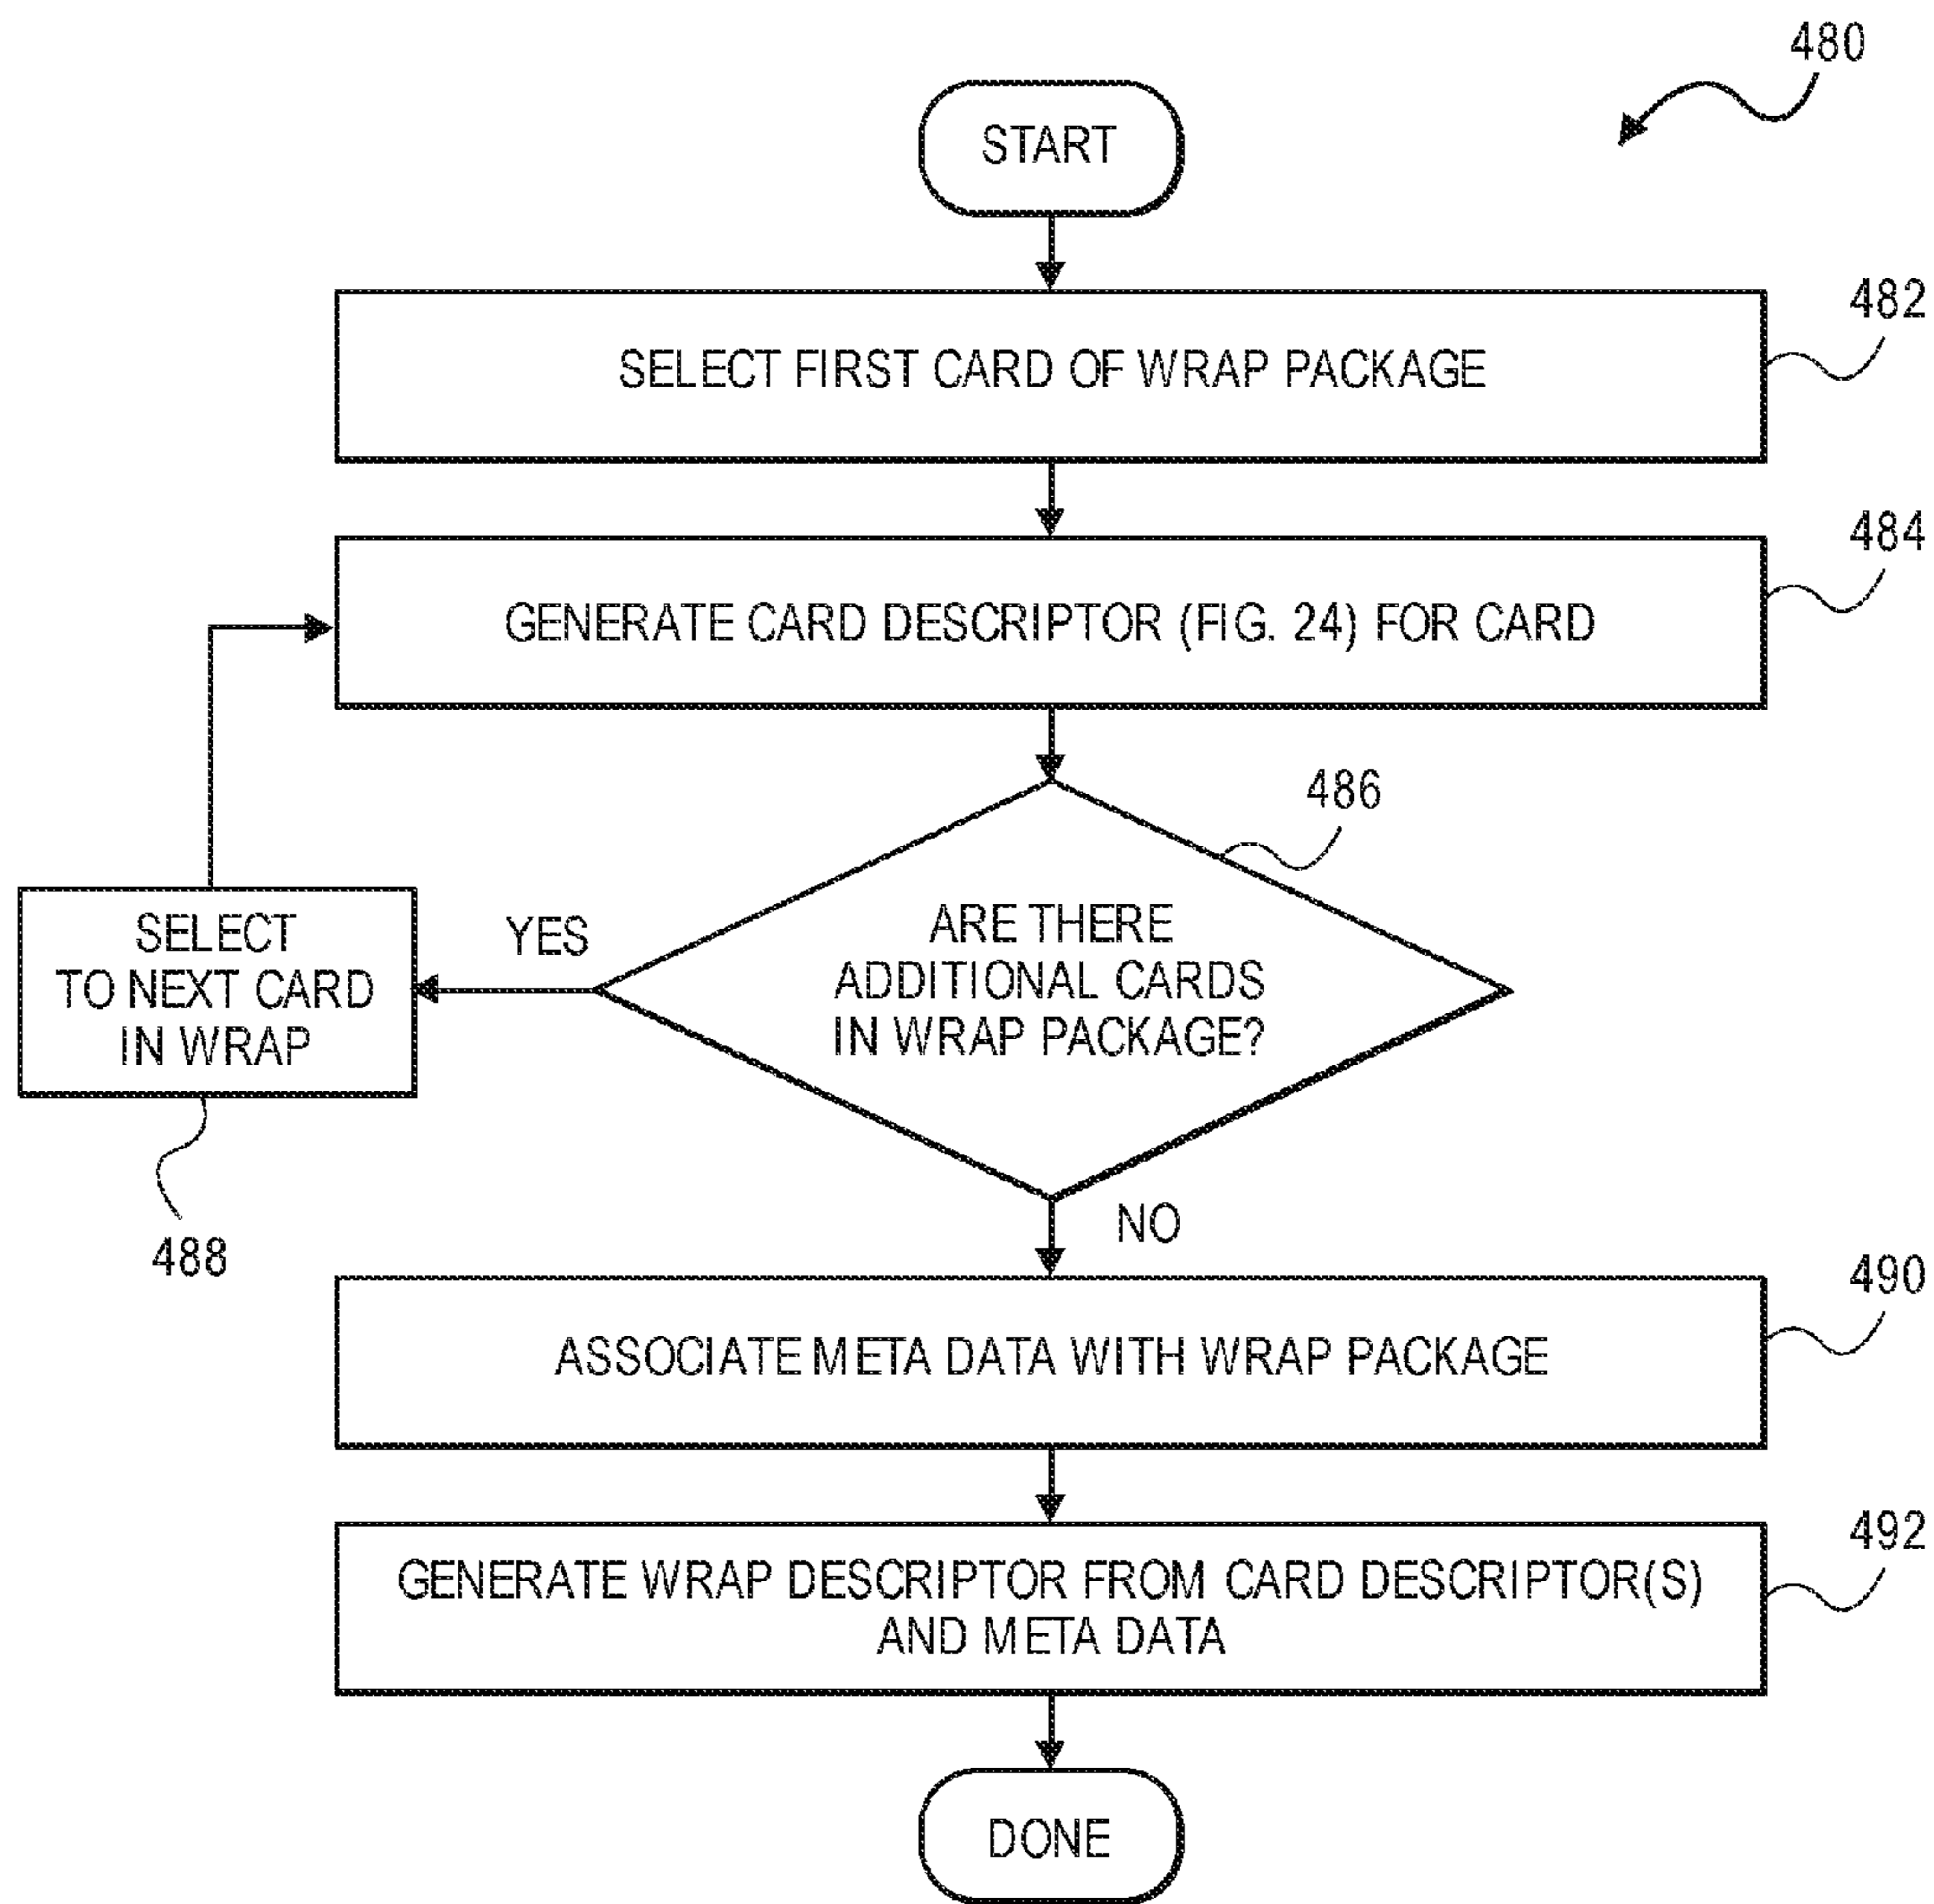 480
START
482
SELECT FIRST CARD OF WRAP PACKAGE
484
GENERATE CARD DESCRIPTOR (FIG. 24) FOR CARD
486
ARE THERE
ADDITIONAL CARDS
IN WRAP PACKAGE?
YES
SELECT
TO NEXT CARD
IN WRAP
488
NO
490
ASSOCIATE META DATA WITH WRAP PACKAGE
492
GENERATE WRAP DESCRIPTOR FROM CARD DESCRIPTOR(S)
AND META DATA
DONE